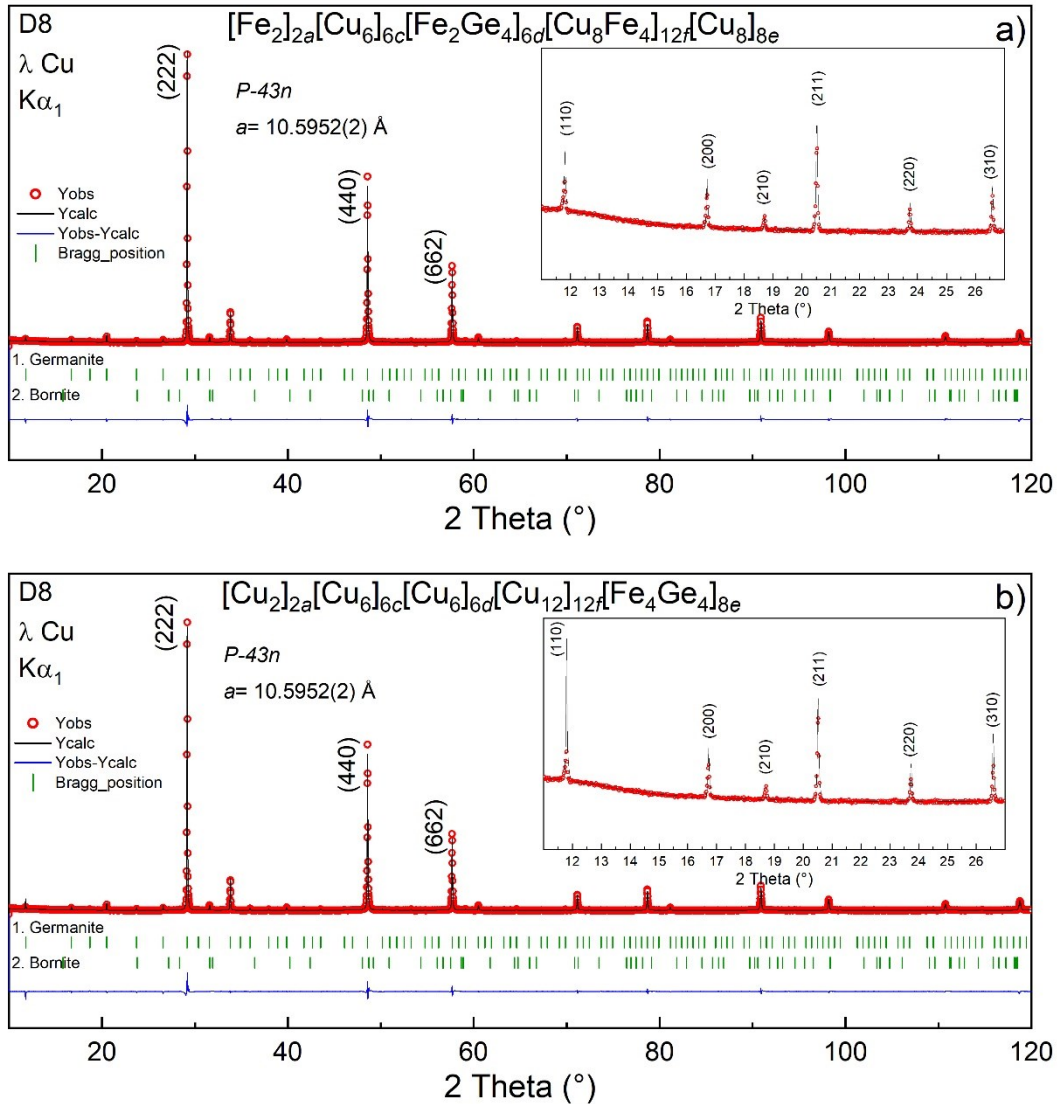 D8
[Fe2]2a[Cu6]6c[Fe2Ge4]6d[Cu8Fe4]12f[Cu8]8e
a)
λ Cu
Kα1
(222)
P-43n
a= 10.5952(2) Å
(440)
(662)
Yobs
Ycalc
Yobs-Ycalc
Bragg_position
(110)
(200)
(210)
(211)
(220)
(310)
12 13 14 15 16 17 18 19 20 21 22 23 24 25 26
2 Theta (°)
1. Germanite
2. Bornite
20 40 60 80 100 120
2 Theta (°)
D8
[Cu2]2a[Cu6]6c[Cu6]6d[Cu12]12f[Fe4Ge4]8e
b)
λ Cu
Kα1
(222)
P-43n
a= 10.5952(2) Å
(440)
(662)
Yobs
Ycalc
Yobs-Ycalc
Bragg_position
(110)
(200)
(210)
(211)
(220)
(310)
11 12 13 14 15 16 17 18 19 20 21 22 23 24 25 26
2 Theta (°)
1. Germanite
2. Bornite
20 40 60 80 100 120
2 Theta (°)